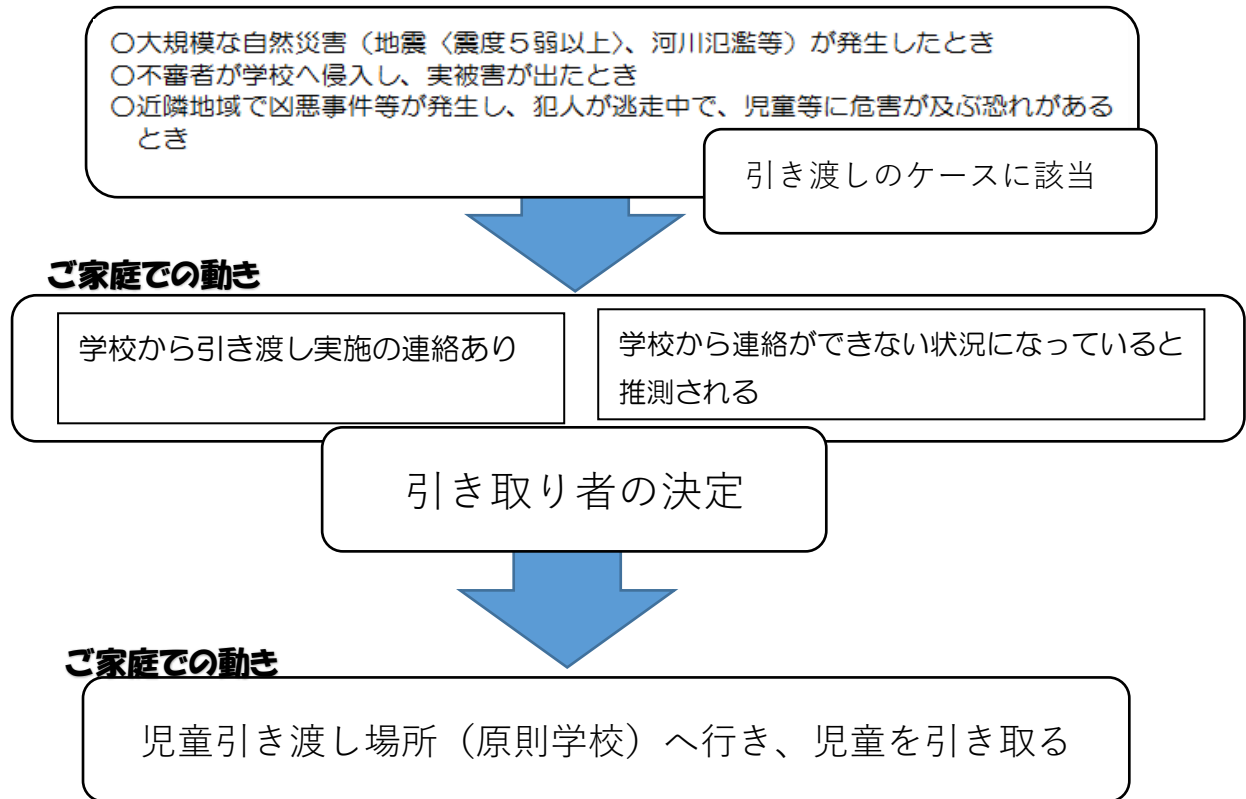 ○大規模な自然災害（地震〈震度５弱以上〉、河川氾濫等）が発生したとき
○不審者が学校へ侵入し、実被害が出たとき
○近隣地域で凶悪事件等が発生し、犯人が逃走中で、児童等に危害が及ぶ恐れがある
とき
引き渡しのケースに該当
ご家庭での動き
学校から引き渡し実施の連絡あり
学校から連絡ができない状況になっていると
推測される
引き取り者の決定
ご家庭での動き
児童引き渡し場所（原則学校）へ行き、児童を引き取る